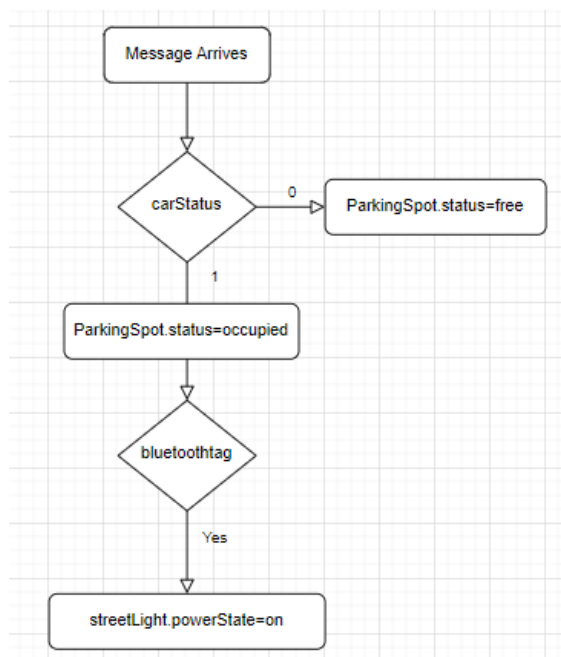 Message Arrives
carStatus
0
ParkingSpot.status=free
1
ParkingSpot.status=occupied
bluetoothtag
Yes
streetLight.powerState=on